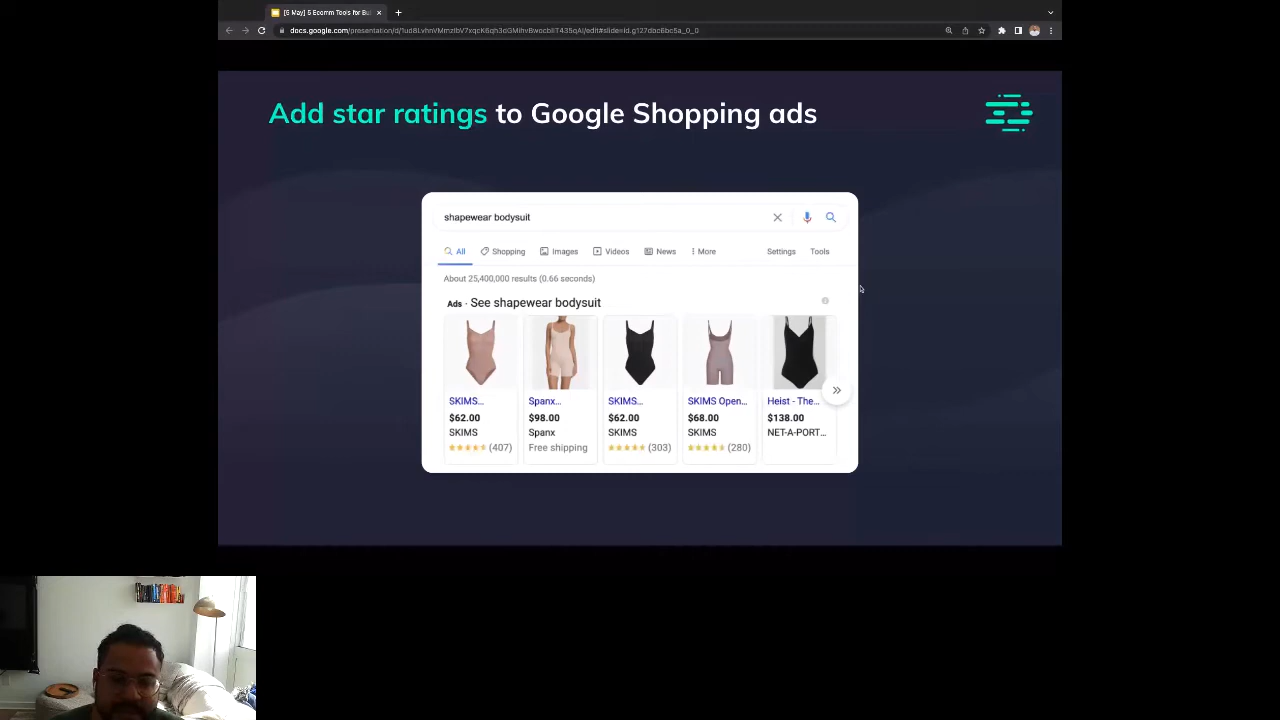 [5 May] 5 Ecomm Tools for Bui
Add star ratings to Google Shopping ads
shapewear bodysuit
All Shopping Images Videos News More Settings Tools
About 25,400,000 results (0.66 seconds)
Ads · See shapewear bodysuit
SKIMS... Spanx... SKIMS... SKIMS Open... Heist - The...
$62.00 $98.00 $62.00 $68.00 $138.00
SKIMS Spanx SKIMS SKIMS NET-A-PORT...
(407) Free shipping (303) (280)